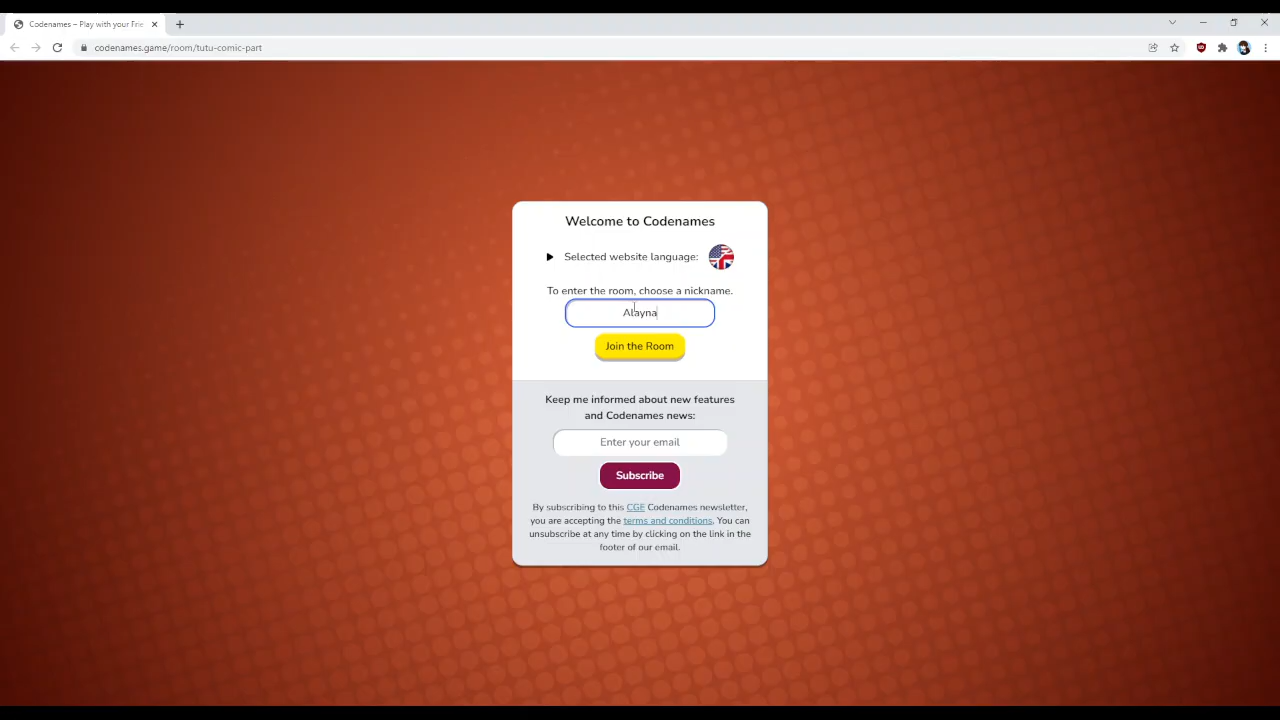 Codenames – Play with your Frie
codenames.game/room/tutu-comic-part
Welcome to Codenames
Selected website language:
To enter the room, choose a nickname.
Alayna
Join the Room
Keep me informed about new features
and Codenames news:
Enter your email
Subscribe
By subscribing to this CGE Codenames newsletter,
you are accepting the terms and conditions. You can
unsubscribe at any time by clicking on the link in the
footer of our email.